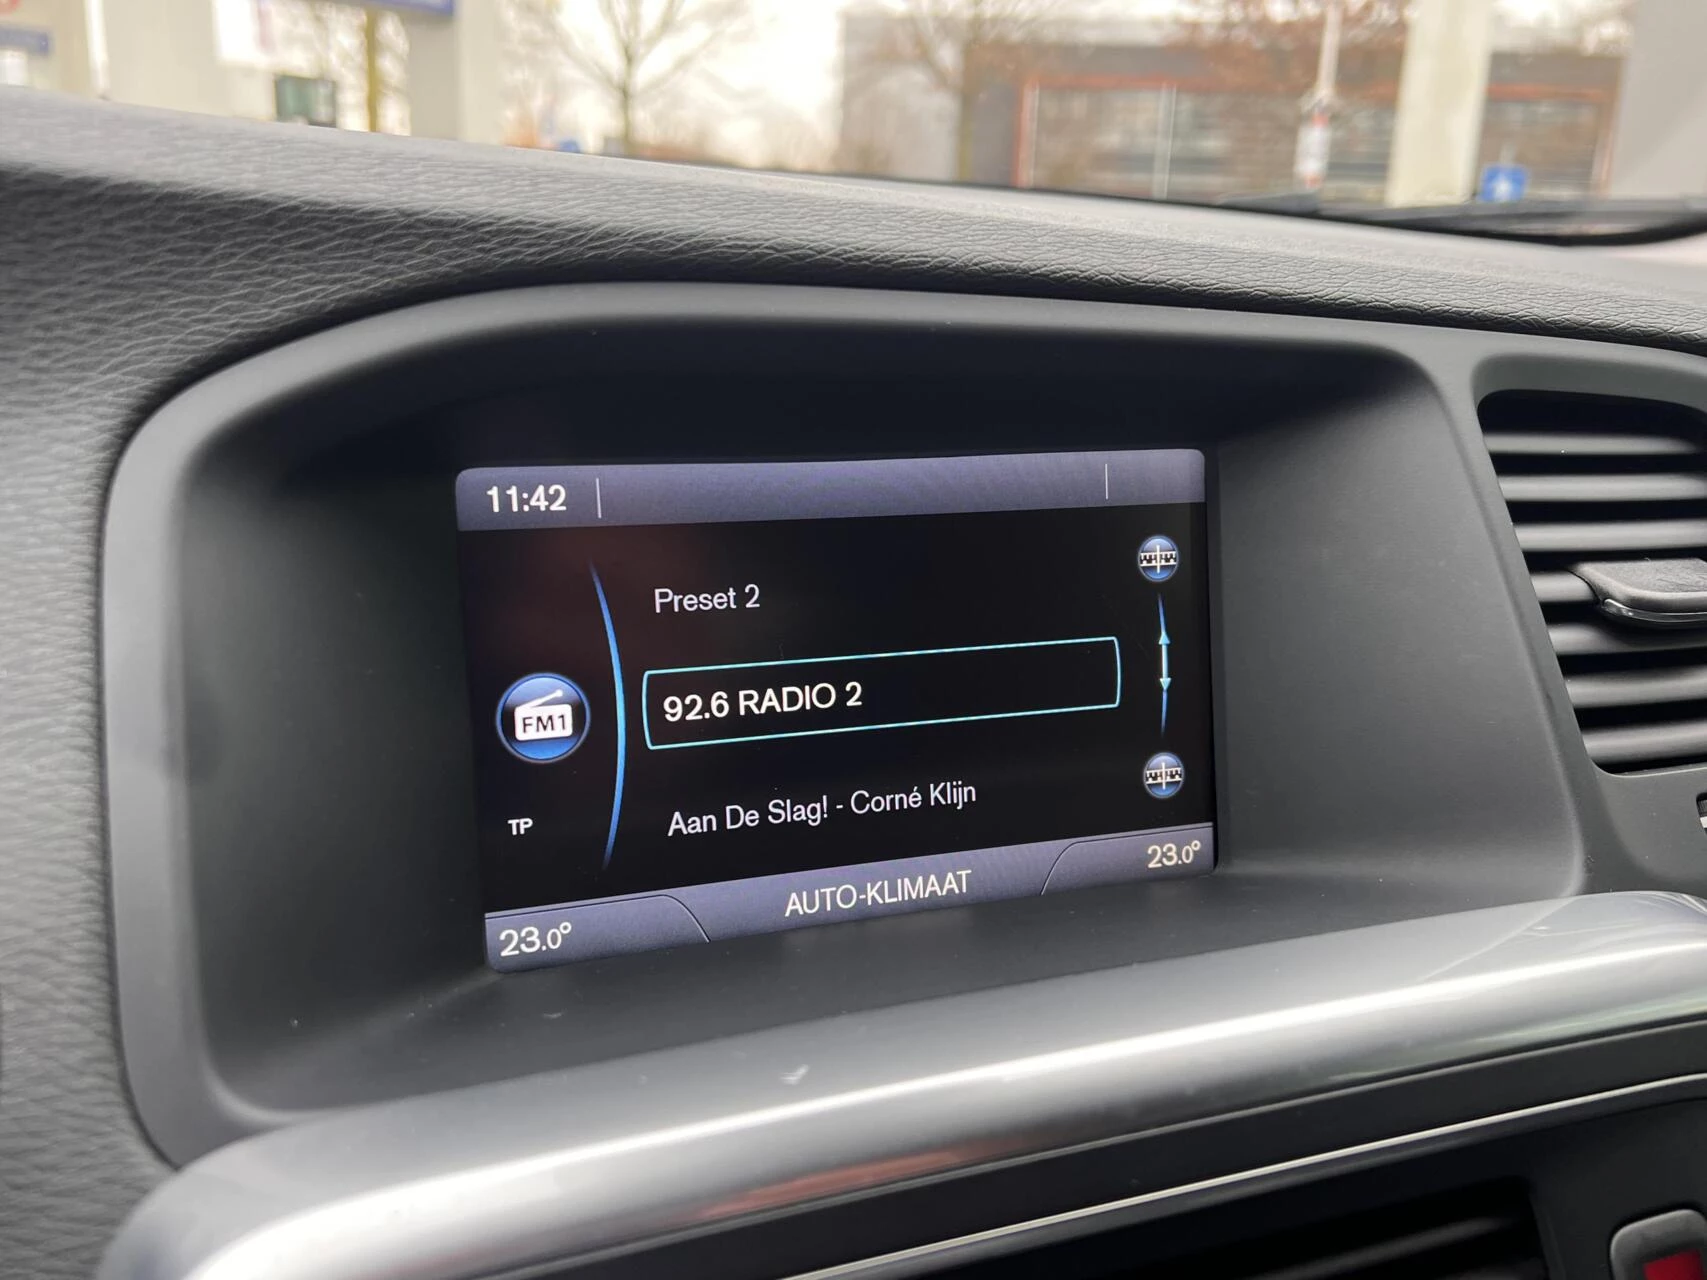 11:42
Preset 2
92.6 RADIO 2
FM1
TP
Aan De Slag! - Corné Klijn
23.0°
AUTO-KLIMAAT
23.0°